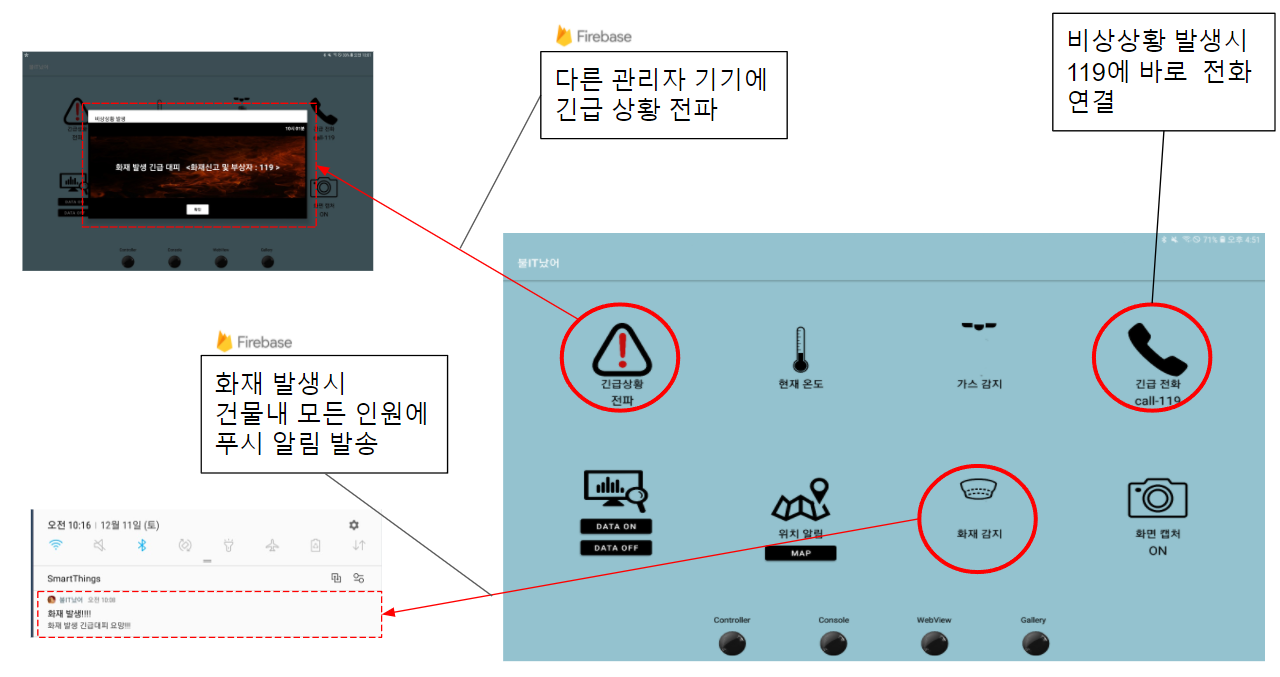 Firebase
다른 관리자 기기에
긴급 상황 전파
비상상황 발생시
119에 바로 전화
연결
불IT났어
비상상황 발생
10시 01분
화재 발생 긴급 대피 <화재신고 및 부상자 : 119 >
확인
긴급상황
전파
긴급 전화
call-119
DATA ON
DATA OFF
화면 캡처
ON
Controller
Console
WebView
Gallery
71% 오후 4:51
불IT났어
긴급상황
전파
현재 온도
가스 감지
긴급 전화
call-119
DATA ON
DATA OFF
위치 알림
MAP
화재 감지
화면 캡처
ON
Controller
Console
WebView
Gallery
Firebase
화재 발생시
건물내 모든 인원에
푸시 알림 발송
오전 10:16 | 12월 11일 (토)
SmartThings
불IT났어 오전 10:08
화재 발생!!!!
화재 발생 긴급대피 요망!!!